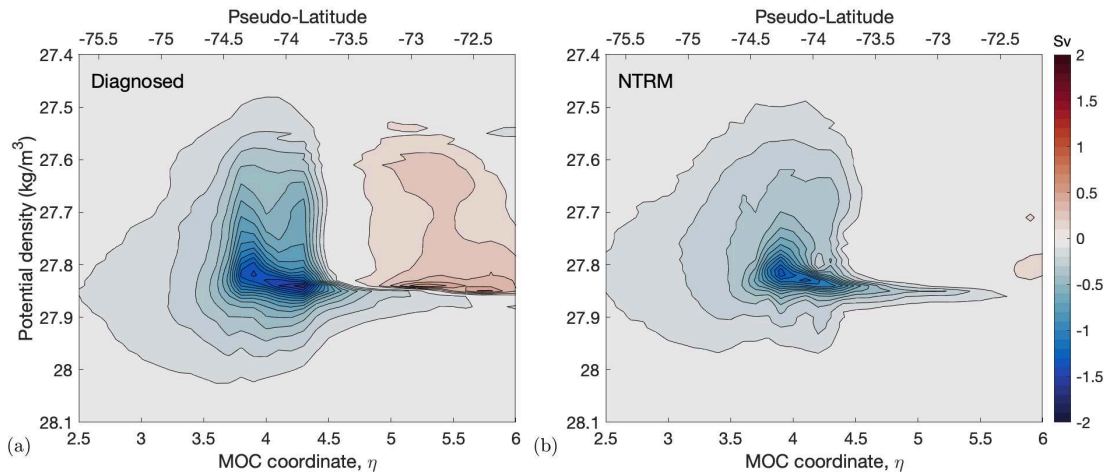 Pseudo-Latitude
-75.5 -75 -74.5 -74 -73.5 -73 -72.5
Diagnosed
Potential density (kg/m³)
27.4
27.5
27.6
27.7
27.8
27.9
28
28.1
2.5 3 3.5 4 4.5 5 5.5 6
MOC coordinate, η
(a)
Pseudo-Latitude
-75.5 -75 -74.5 -74 -73.5 -73 -72.5
NTRM
27.4
27.5
27.6
27.7
27.8
27.9
28
28.1
2.5 3 3.5 4 4.5 5 5.5 6
MOC coordinate, η
(b)
Sv
2
1.5
1
0.5
0
-0.5
-1
-1.5
-2